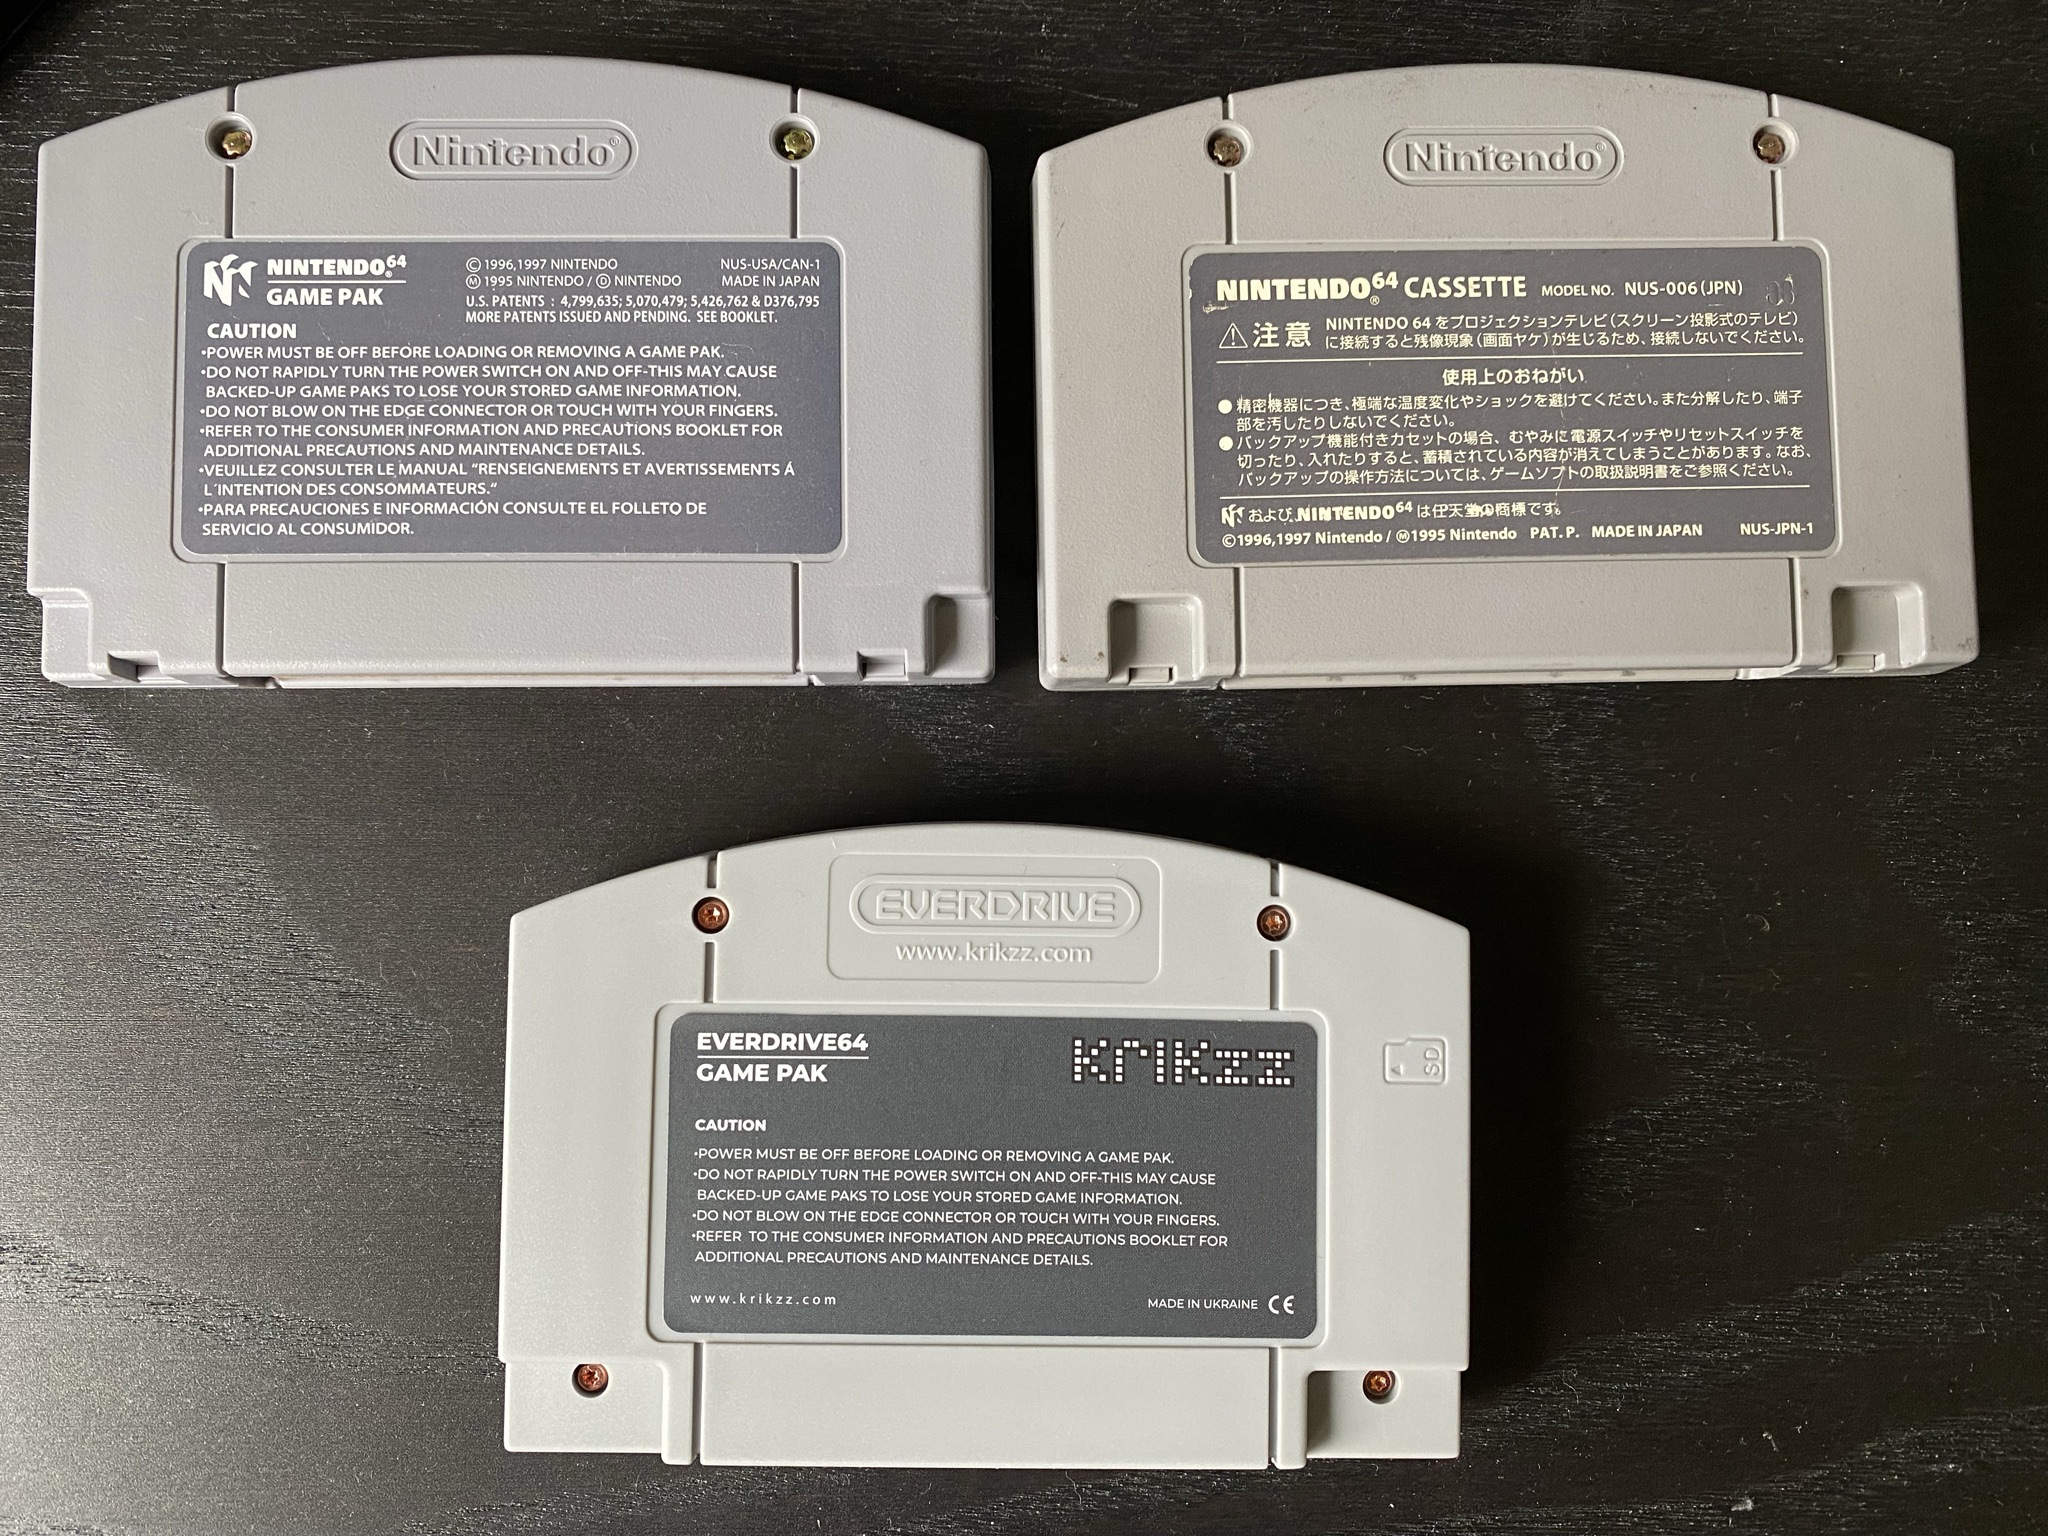 Nintendo®
NINTENDO64®
GAME PAK
Ⓒ1996,1997 NINTENDO
Ⓜ1995 NINTENDO / Ⓓ NINTENDO
NUS-USA/CAN-1
MADE IN JAPAN
U.S. PATENTS : 4,799,635; 5,070,479; 5,426,762 & D376,795
MORE PATENTS ISSUED AND PENDING. SEE BOOKLET.
CAUTION
•POWER MUST BE OFF BEFORE LOADING OR REMOVING A GAME PAK.
•DO NOT RAPIDLY TURN THE POWER SWITCH ON AND OFF-THIS MAY CAUSE
BACKED-UP GAME PAKS TO LOSE YOUR STORED GAME INFORMATION.
•DO NOT BLOW ON THE EDGE CONNECTOR OR TOUCH WITH YOUR FINGERS.
•REFER TO THE CONSUMER INFORMATION AND PRECAUTIONS BOOKLET FOR
ADDITIONAL PRECAUTIONS AND MAINTENANCE DETAILS.
•VEUILLEZ CONSULTER LE MANUAL "RENSEIGNEMENTS ET AVERTISSEMENTS Á
L'INTENTION DES CONSOMMATEURS."
•PARA PRECAUCIONES E INFORMACIÓN CONSULTE EL FOLLETO DE
SERVICIO AL CONSUMIDOR.
Nintendo®
NINTENDO64® CASSETTE MODEL NO. NUS-006(JPN)
注意
NINTENDO 64 をプロジェクションテレビ(スクリーン投影式のテレビ)
に接続すると残像現象(画面ヤケ)が生じるため、接続しないでください。
使用上のおねがい
●精密機器につき、極端な温度変化やショックを避けてください。また分解したり、端子
部を汚したりしないでください。
●バックアップ機能付きカセットの場合、むやみに電源スイッチやリセットスイッチを
切ったり、入れたりすると、蓄積されている内容が消えてしまうことがあります。なお、
バックアップの操作方法については、ゲームソフトの取扱説明書をご参照ください。
および NINTENDO64 は任天堂の商標です。
©1996,1997 Nintendo / Ⓜ1995 Nintendo PAT. P. MADE IN JAPAN NUS-JPN-1
EVERDRIVE
www.krikzz.com
EVERDRIVE64
GAME PAK
krikzz
SD
CAUTION
•POWER MUST BE OFF BEFORE LOADING OR REMOVING A GAME PAK.
•DO NOT RAPIDLY TURN THE POWER SWITCH ON AND OFF-THIS MAY CAUSE
BACKED-UP GAME PAKS TO LOSE YOUR STORED GAME INFORMATION.
•DO NOT BLOW ON THE EDGE CONNECTOR OR TOUCH WITH YOUR FINGERS.
•REFER TO THE CONSUMER INFORMATION AND PRECAUTIONS BOOKLET FOR
ADDITIONAL PRECAUTIONS AND MAINTENANCE DETAILS.
www.krikzz.com
MADE IN UKRAINE CE